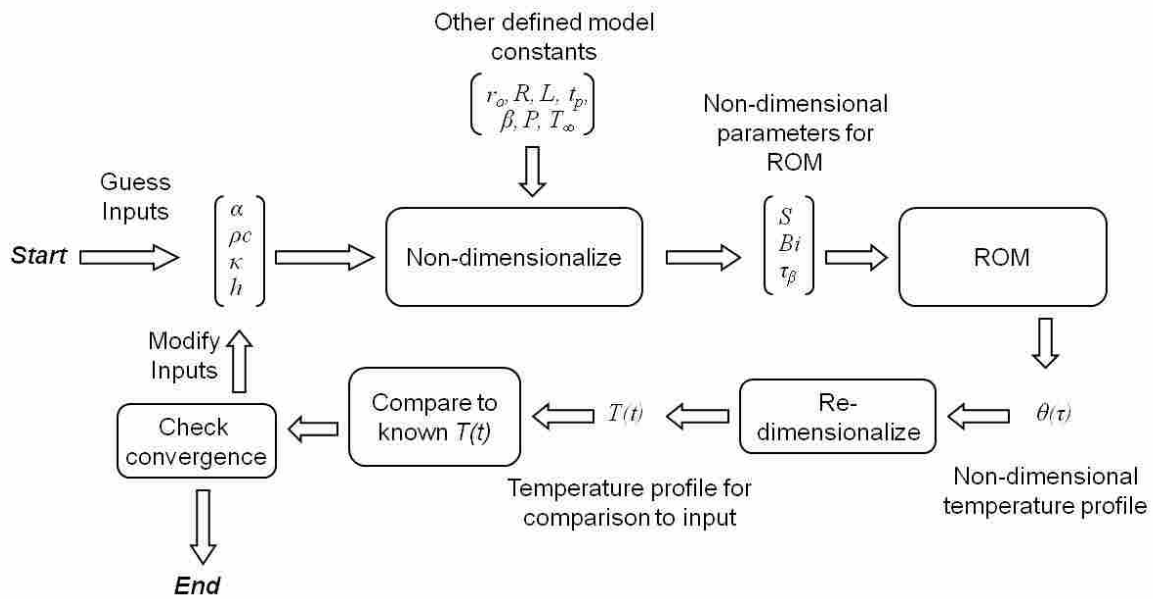 Other defined model
constants
r_o, R, L, t_p,
β, P, T_∞
Non-dimensional
parameters for
ROM
Guess
Inputs
Start
α
ρc
κ
h
Non-dimensionalize
S
Bi
τ_β
ROM
Modify
Inputs
Check
convergence
Compare to
known T(t)
T(t)
Re-
dimensionalize
θ(τ)
Temperature profile for
comparison to input
Non-dimensional
temperature profile
End